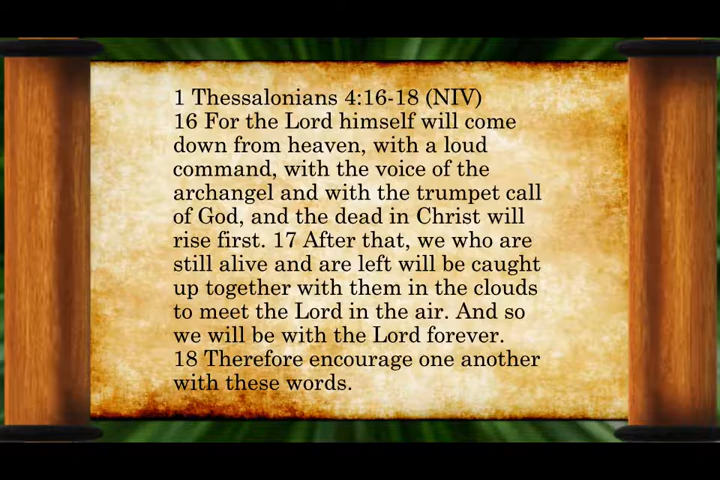 1 Thessalonians 4:16-18 (NIV)
16 For the Lord himself will come
down from heaven, with a loud
command, with the voice of the
archangel and with the trumpet call
of God, and the dead in Christ will
rise first. 17 After that, we who are
still alive and are left will be caught
up together with them in the clouds
to meet the Lord in the air. And so
we will be with the Lord forever.
18 Therefore encourage one another
with these words.